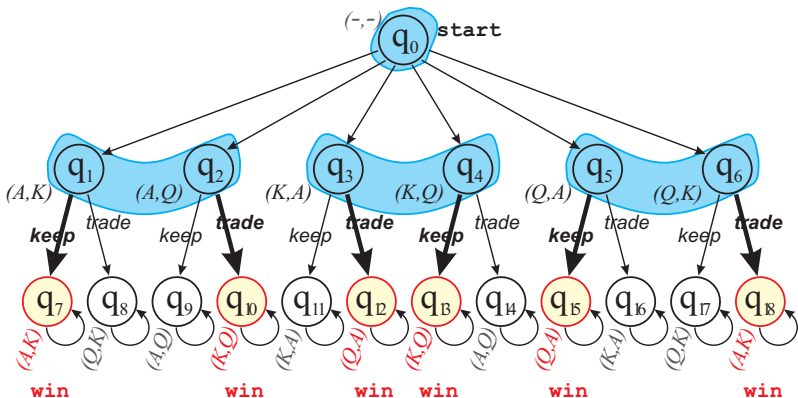 (-,-) start
q0
q1 q2 q3 q4 q5 q6
(A,K) (A,Q) (K,A) (K,Q) (Q,A) (Q,K)
keep trade keep trade keep trade keep trade keep trade keep trade
q7 q8 q9 q10 q11 q12 q13 q14 q15 q16 q17 q18
(A,K) (Q,K) (A,Q) (K,Q) (K,A) (Q,A) (K,Q) (A,Q) (Q,A) (K,A) (Q,K) (A,K)
win win win win win win